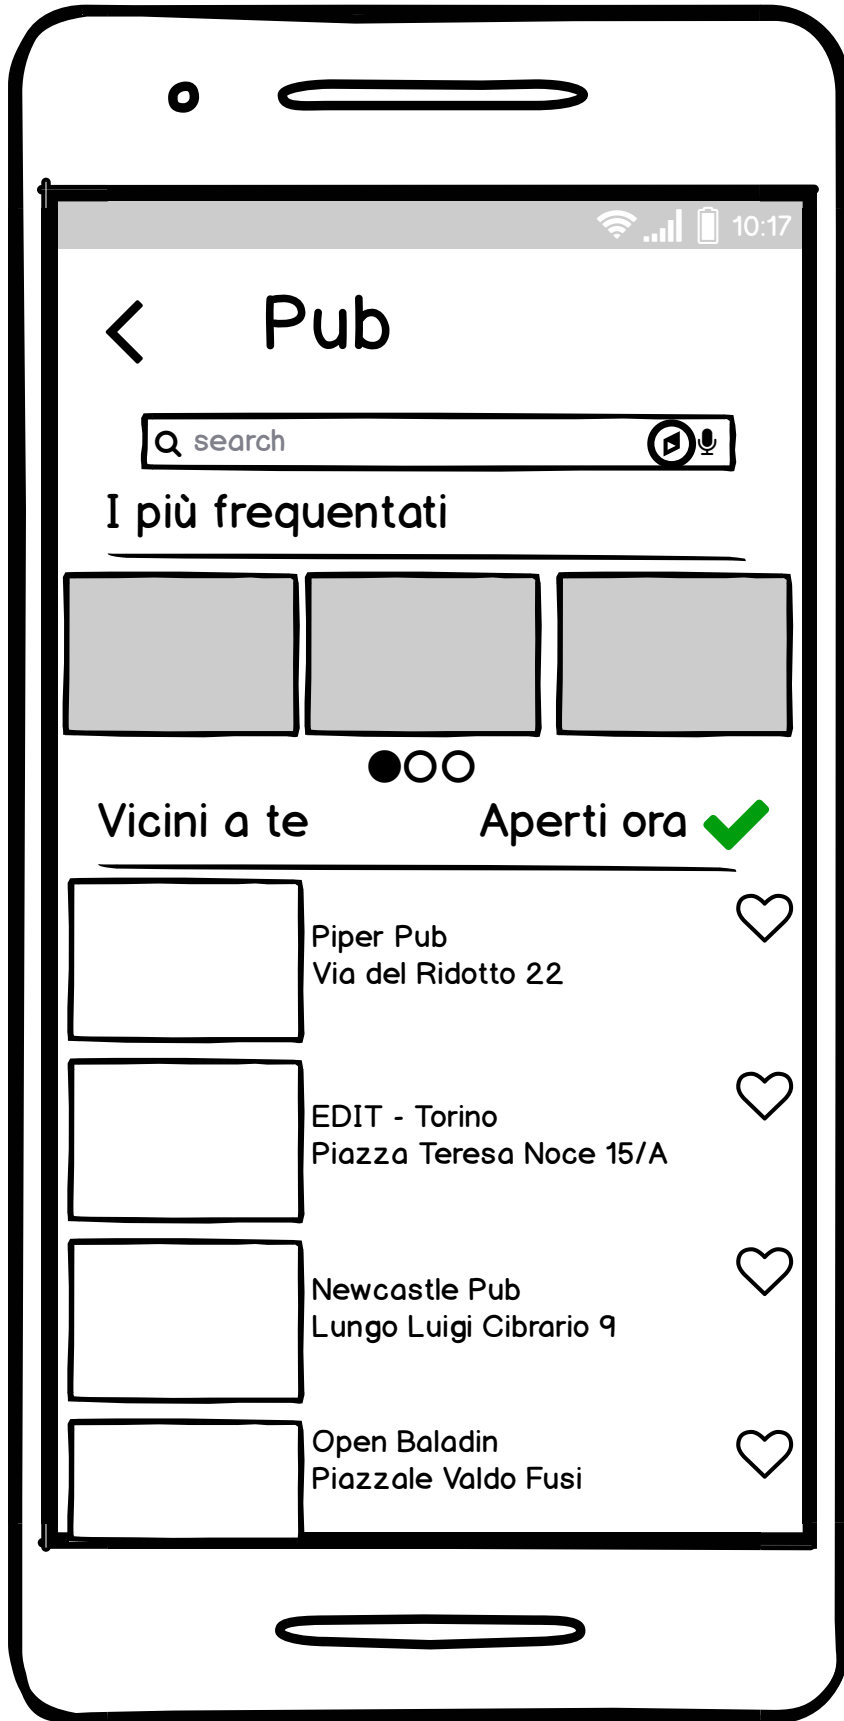 10:17
Pub
search
I più frequentati
Vicini a te
Aperti ora
Piper Pub
Via del Ridotto 22
EDIT - Torino
Piazza Teresa Noce 15/A
Newcastle Pub
Lungo Luigi Cibrario 9
Open Baladin
Piazzale Valdo Fusi